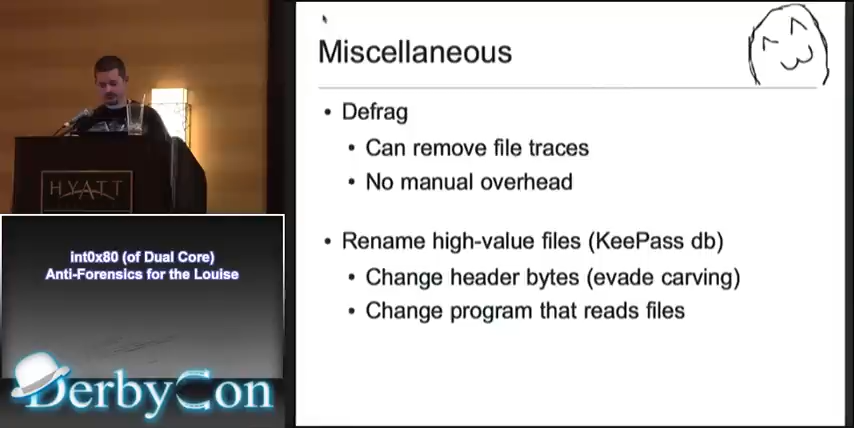 HYATT
int0x80 (of Dual Core)
Anti-Forensics for the Louise
DerbyCon
Miscellaneous
• Defrag
• Can remove file traces
• No manual overhead
• Rename high-value files (KeePass db)
• Change header bytes (evade carving)
• Change program that reads files